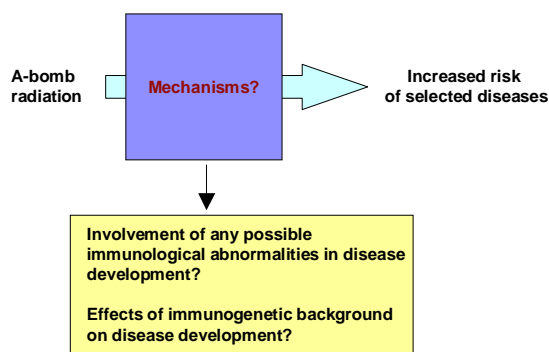 A-bomb
radiation
Mechanisms?
Increased risk
of selected diseases
Involvement of any possible
immunological abnormalities in disease
development?
Effects of immunogenetic background
on disease development?